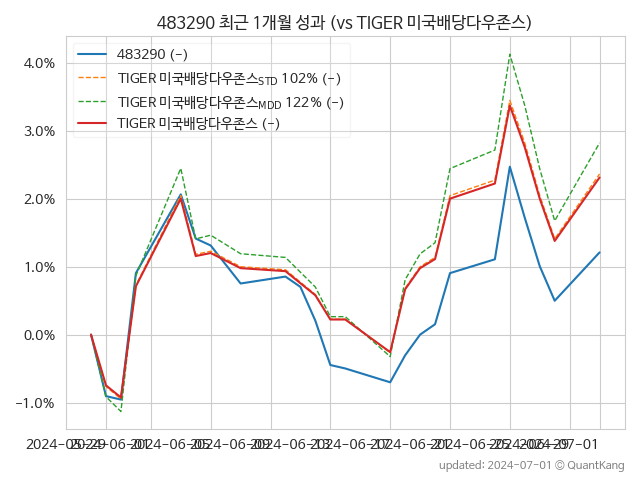 483290 최근 1개월 성과 (vs TIGER 미국배당다우존스)
483290 (-)
TIGER 미국배당다우존스STD 102% (-)
TIGER 미국배당다우존스MDD 122% (-)
TIGER 미국배당다우존스 (-)
4.0%
3.0%
2.0%
1.0%
0.0%
−1.0%
2024-07-01
updated: 2024-07-01 © QuantKang